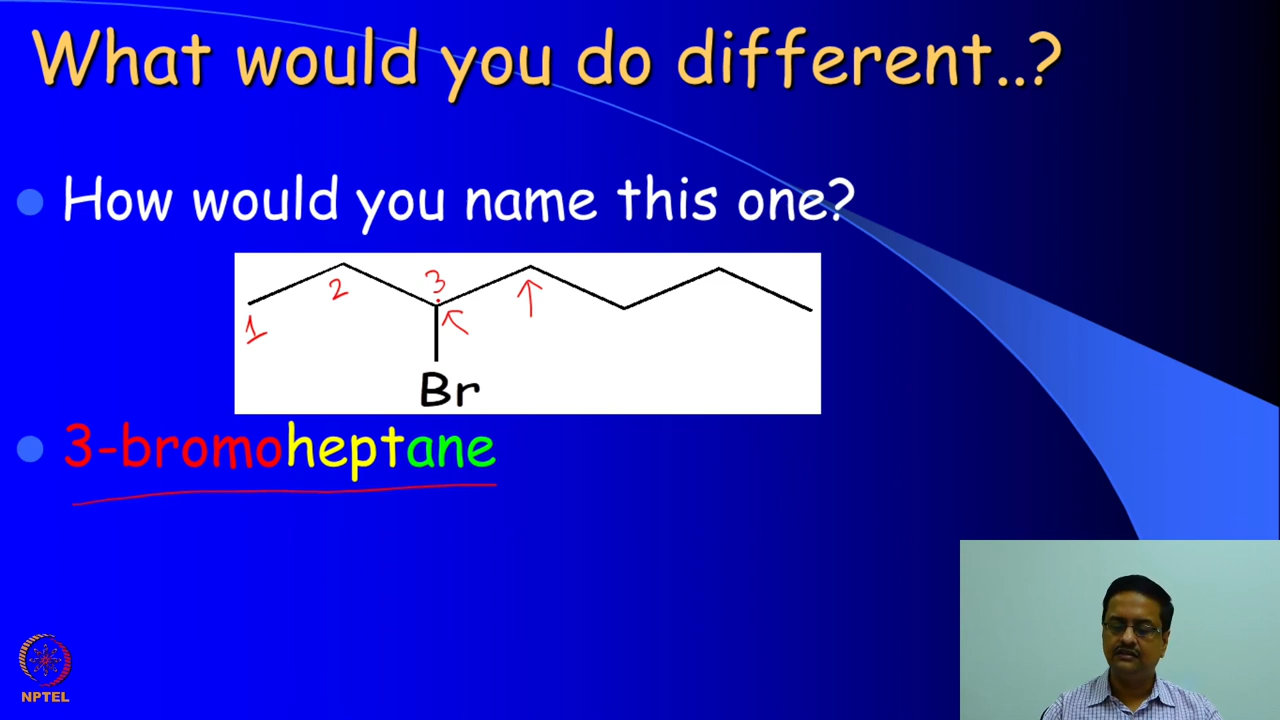 What would you do different..?
How would you name this one?
1 2 3
Br
3-bromoheptane
NPTEL